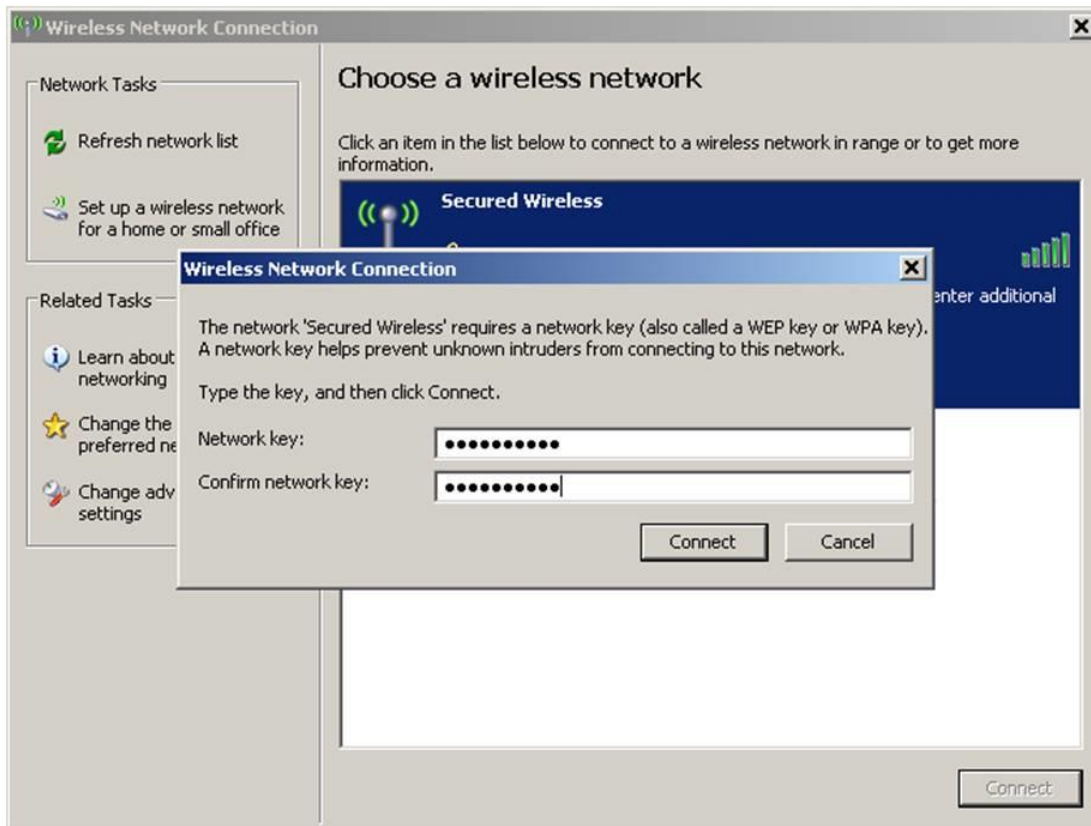 Wireless Network Connection
Network Tasks
Refresh network list
Set up a wireless network
for a home or small office
Related Tasks
Learn about
networking
Change the
preferred ne
Change adv
settings
Choose a wireless network
Click an item in the list below to connect to a wireless network in range or to get more
information.
Secured Wireless
enter additional
Wireless Network Connection
The network 'Secured Wireless' requires a network key (also called a WEP key or WPA key).
A network key helps prevent unknown intruders from connecting to this network.
Type the key, and then click Connect.
Network key: ●●●●●●●●●●
Confirm network key: ●●●●●●●●●●
Connect Cancel
Connect